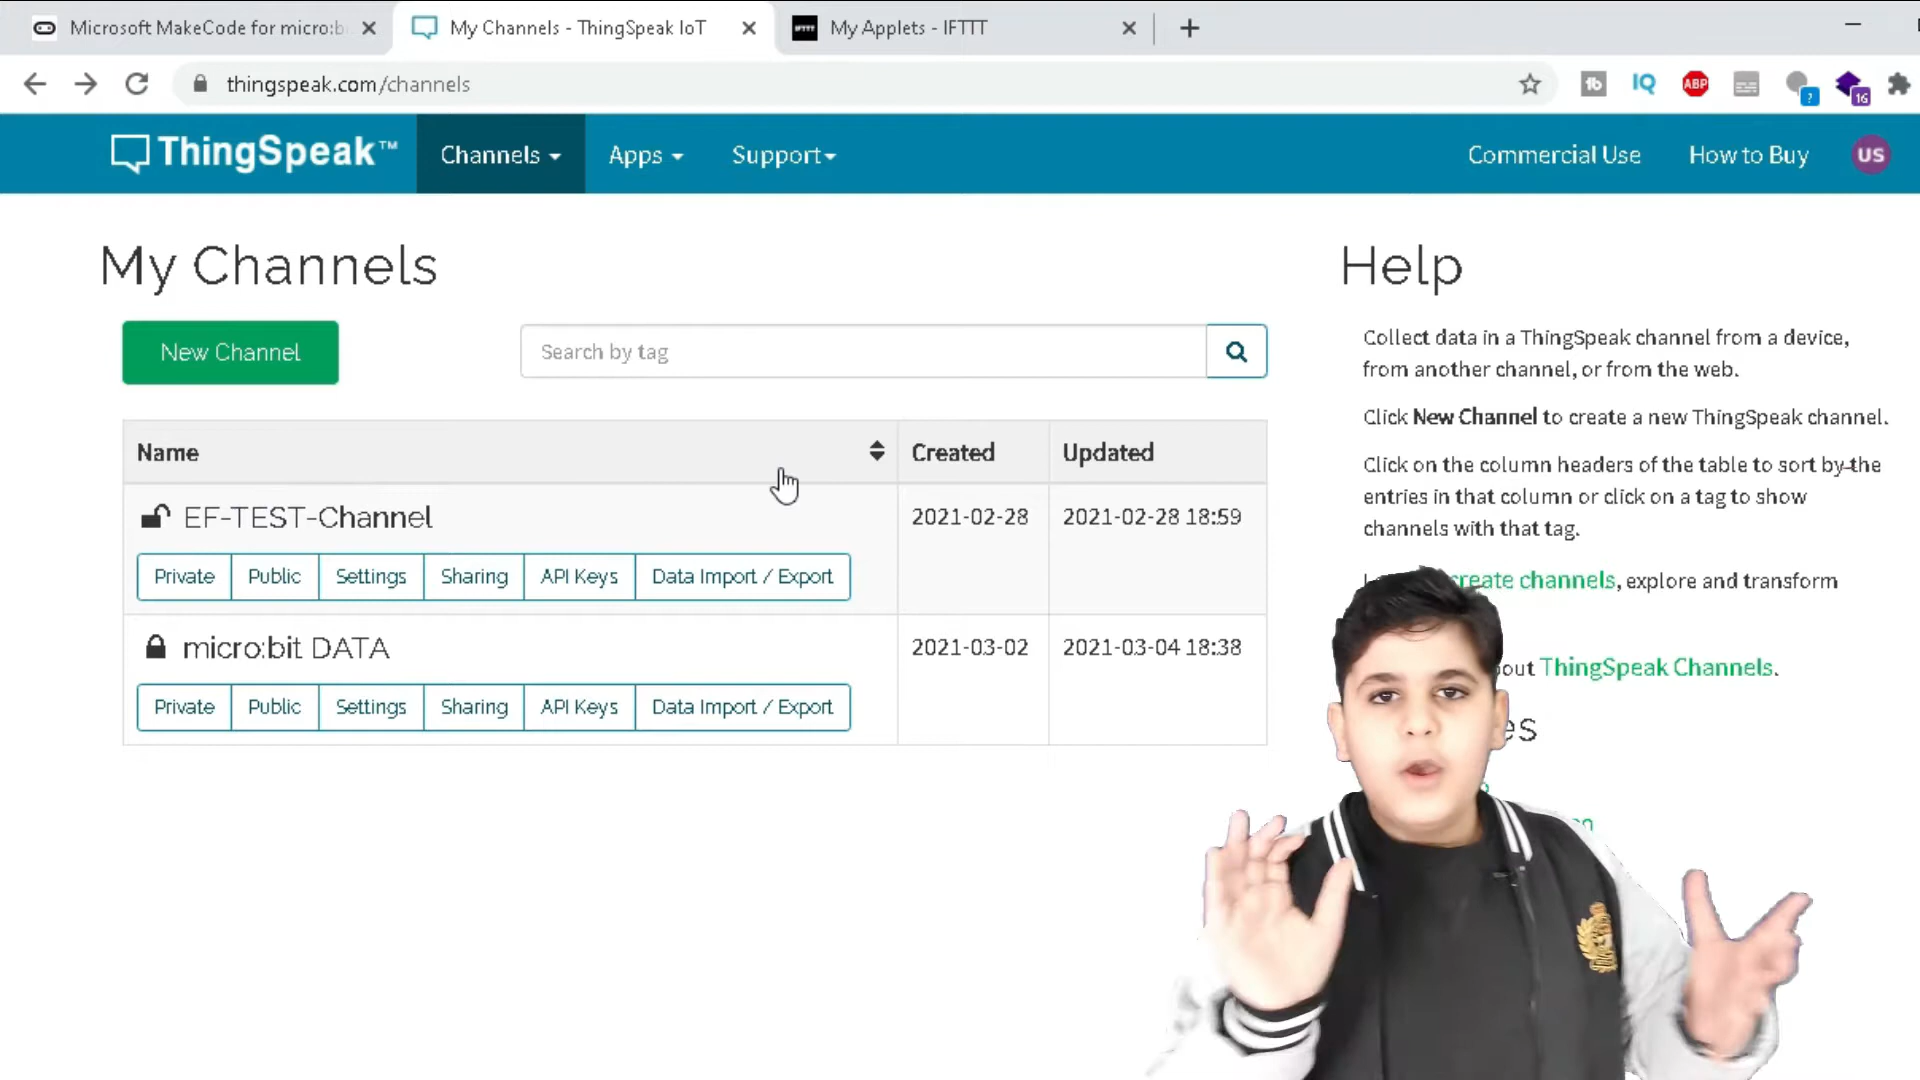 Microsoft MakeCode for micro:b
My Channels - ThingSpeak IoT
My Applets - IFTTT
thingspeak.com/channels
IQ
ABP
?
16
ThingSpeak™
Channels
Apps
Support
Commercial Use
How to Buy
US
My Channels
New Channel
Search by tag
Name
Created
Updated
EF-TEST-Channel
2021-02-28
2021-02-28 18:59
Private
Public
Settings
Sharing
API Keys
Data Import / Export
micro:bit DATA
2021-03-02
2021-03-04 18:38
Private
Public
Settings
Sharing
API Keys
Data Import / Export
Help
Collect data in a ThingSpeak channel from a device,
from another channel, or from the web.
Click New Channel to create a new ThingSpeak channel.
Click on the column headers of the table to sort by the
entries in that column or click on a tag to show
channels with that tag.
create channels, explore and transform
ThingSpeak Channels.